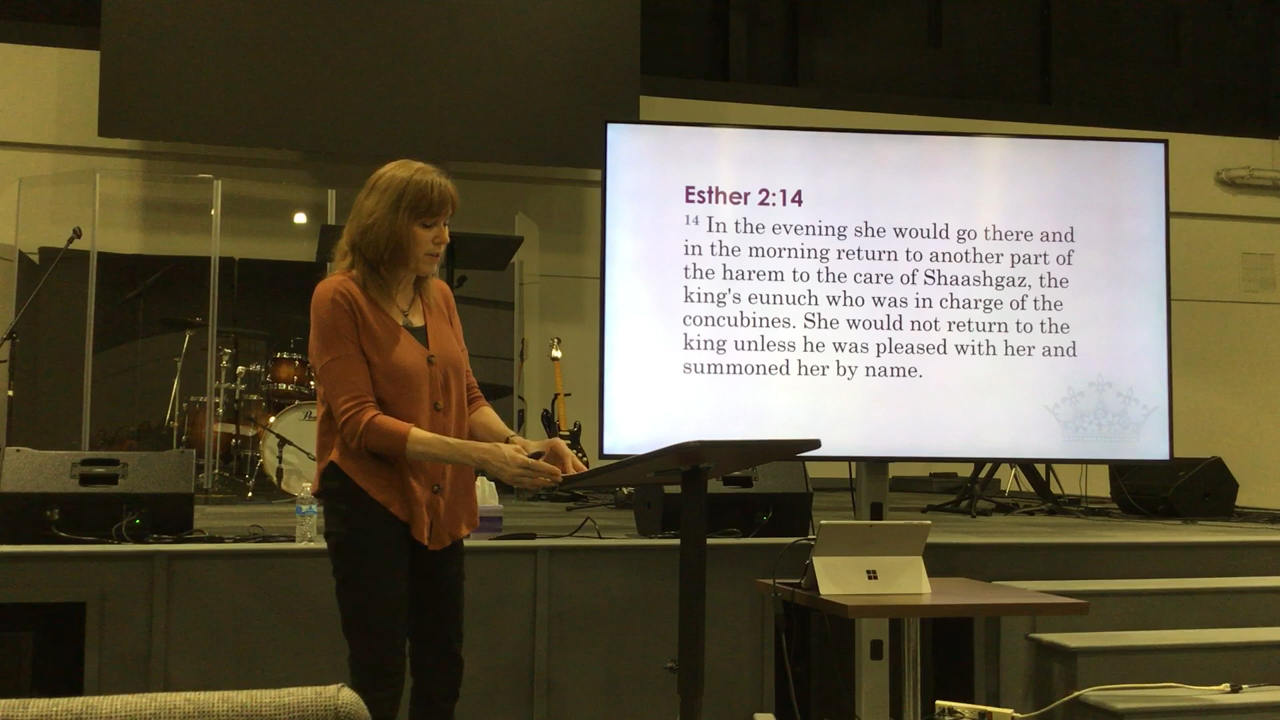 Esther 2:14
14 In the evening she would go there and
in the morning return to another part of
the harem to the care of Shaashgaz, the
king's eunuch who was in charge of the
concubines. She would not return to the
king unless he was pleased with her and
summoned her by name.